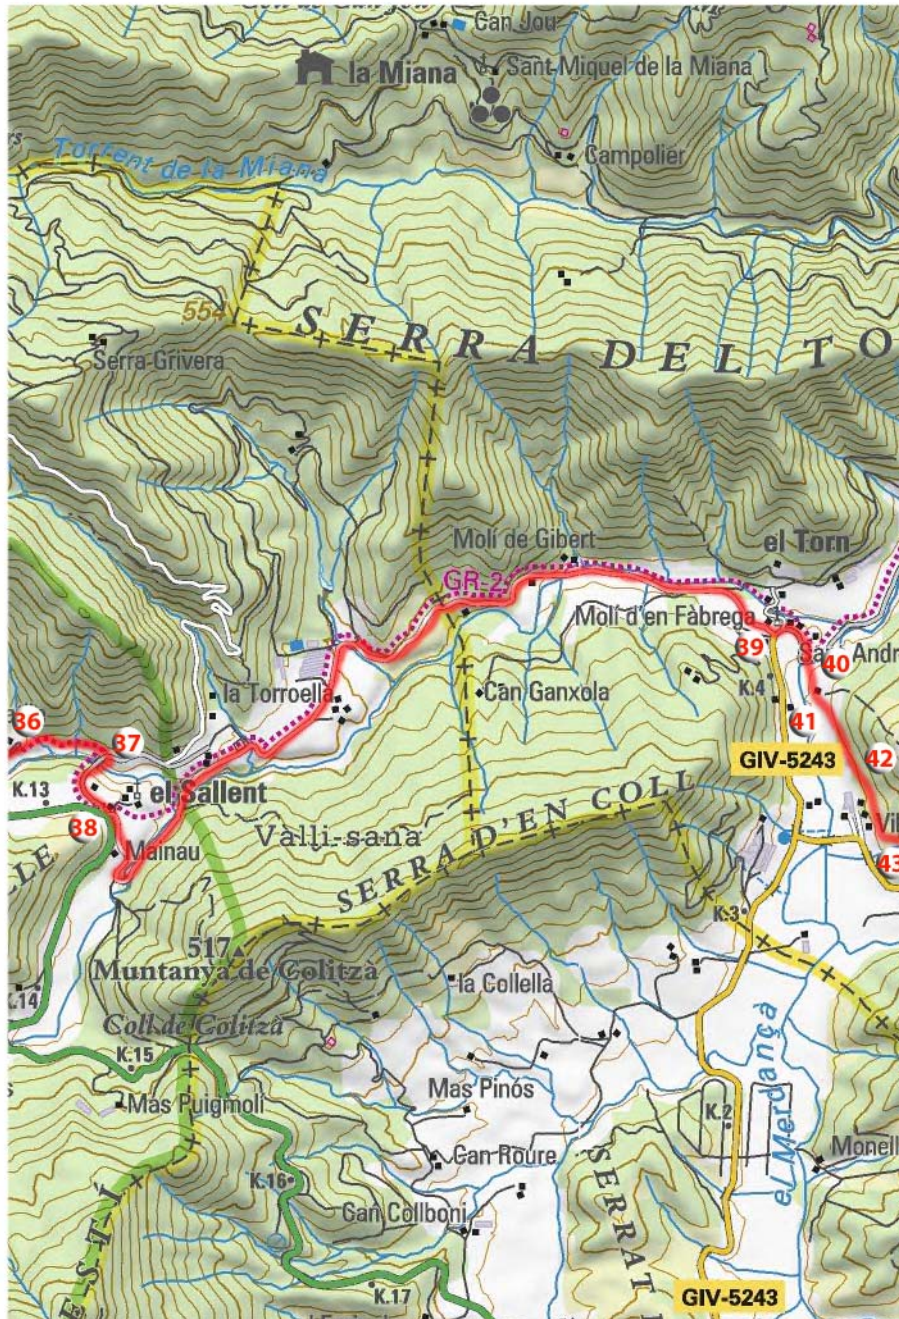 Can Jou
la Miana
Sant Miquel de la Miana
Campolier
Torrent de la Miana
554
SERRA DEL TO
Serra Grivera
Molí de Gibert
el Torn
GR-2
Molí d'en Fàbrega
39
40
K.4
la Torroella
Can Ganxola
36
37
41
42
GIV-5243
K.13
el Sallent
38
Vall-i-sana
SERRA D'EN COLL
Mainau
43
K.3
517
Muntanya de Colitzà
la Collella
K.14
Coll de Colitzà
el Merdançà
K.15
Mas Puigmolí
Mas Pinós
K.2
Can Roure
K.16
Can Collboni
SERRAT
K.17
GIV-5243